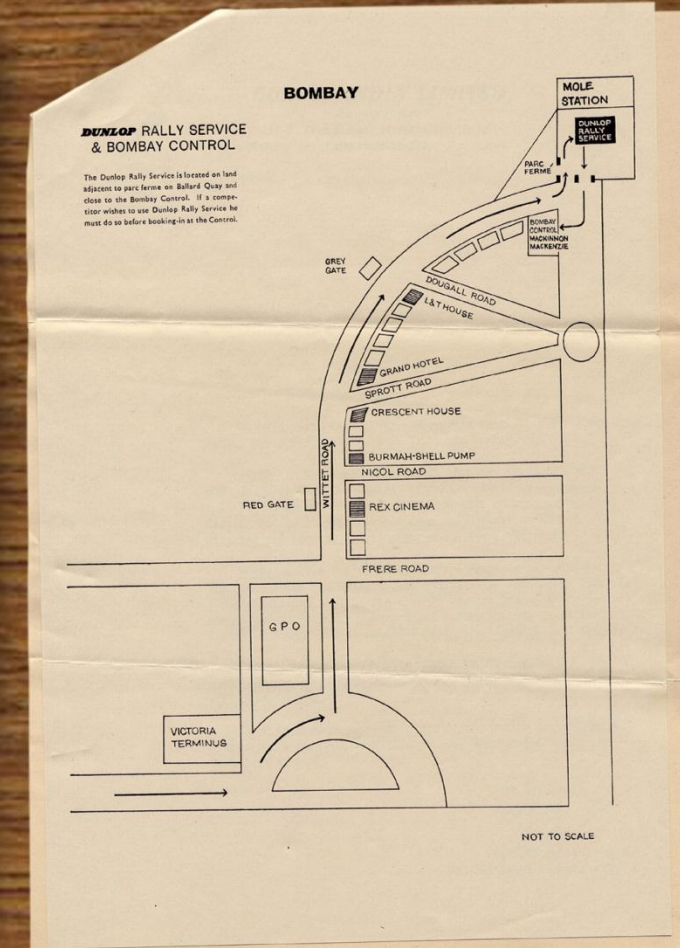 BOMBAY
DUNLOP RALLY SERVICE
& BOMBAY CONTROL
The Dunlop Rally Service is located on land
adjacent to parc ferme on Ballard Quay and
close to the Bombay Control. If a compe-
titor wishes to use Dunlop Rally Service he
must do so before booking-in at the Control.
MOLE
STATION
DUNLOP
RALLY
SERVICE
PARC
FERME
BOMBAY
CONTROL
MACKINNON
MACKENZIE
GREY
GATE
DOUGALL ROAD
L&T HOUSE
GRAND HOTEL
SPROTT ROAD
CRESCENT HOUSE
WITTET ROAD
BURMAH-SHELL PUMP
NICOL ROAD
RED GATE
REX CINEMA
FRERE ROAD
G P O
VICTORIA
TERMINUS
NOT TO SCALE